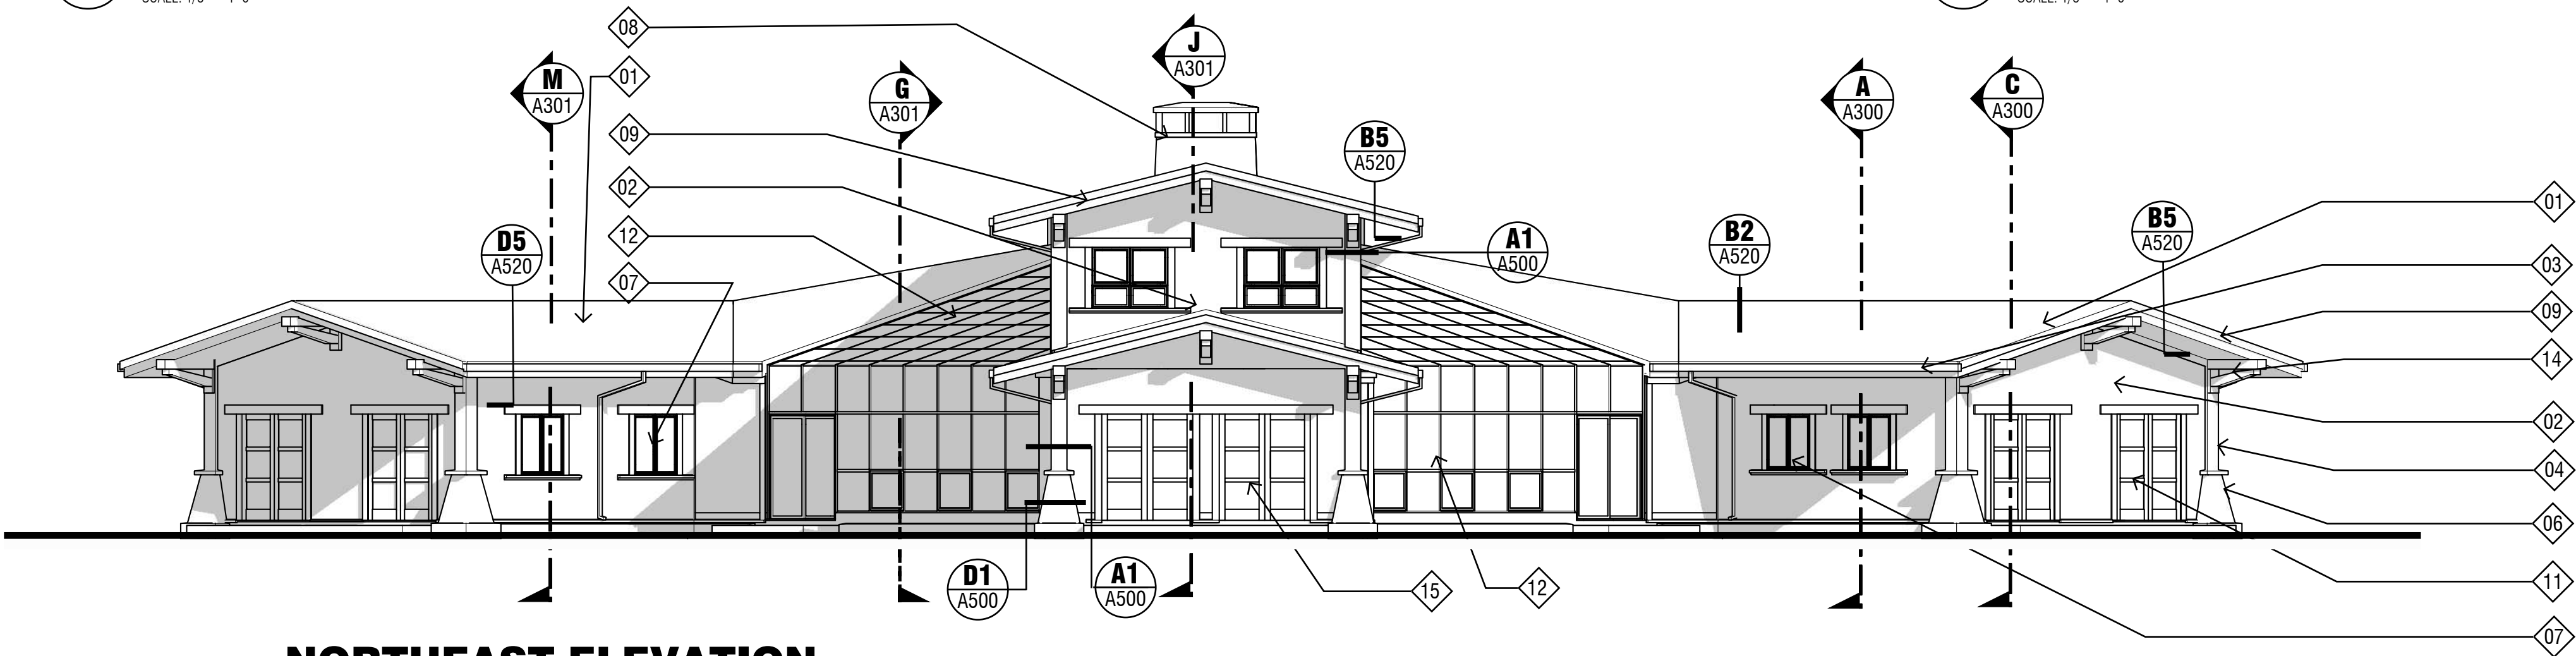 08
01
M
A301
G
A301
J
A301
A
A300
C
A300
09
B5
A520
02
01
D5
A520
12
A1
A500
B2
A520
B5
A520
03
07
09
14
02
04
06
D1
A500
A1
A500
15
12
11
07
NORTHEAST ELEVATION